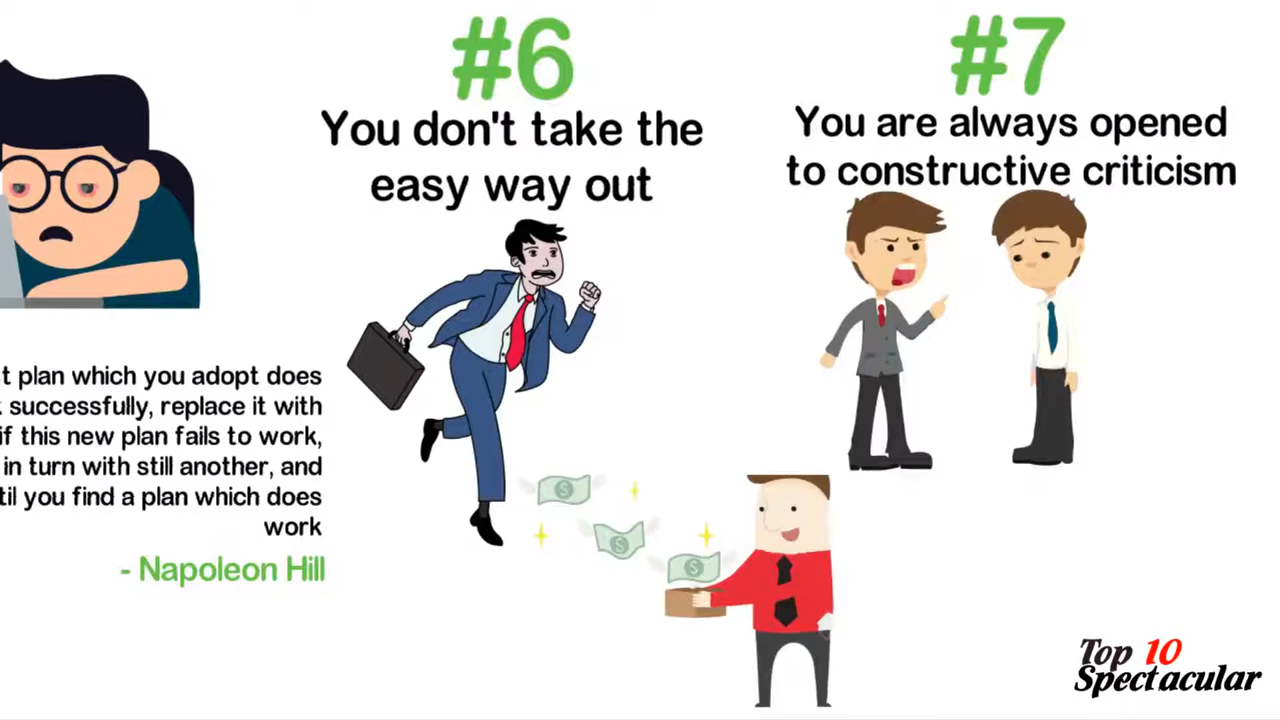 #6
You don't take the
easy way out
#7
You are always opened
to constructive criticism
plan which you adopt does
successfully, replace it with
if this new plan fails to work,
in turn with still another, and
you find a plan which does
work
- Napoleon Hill
Top 10
Spectacular